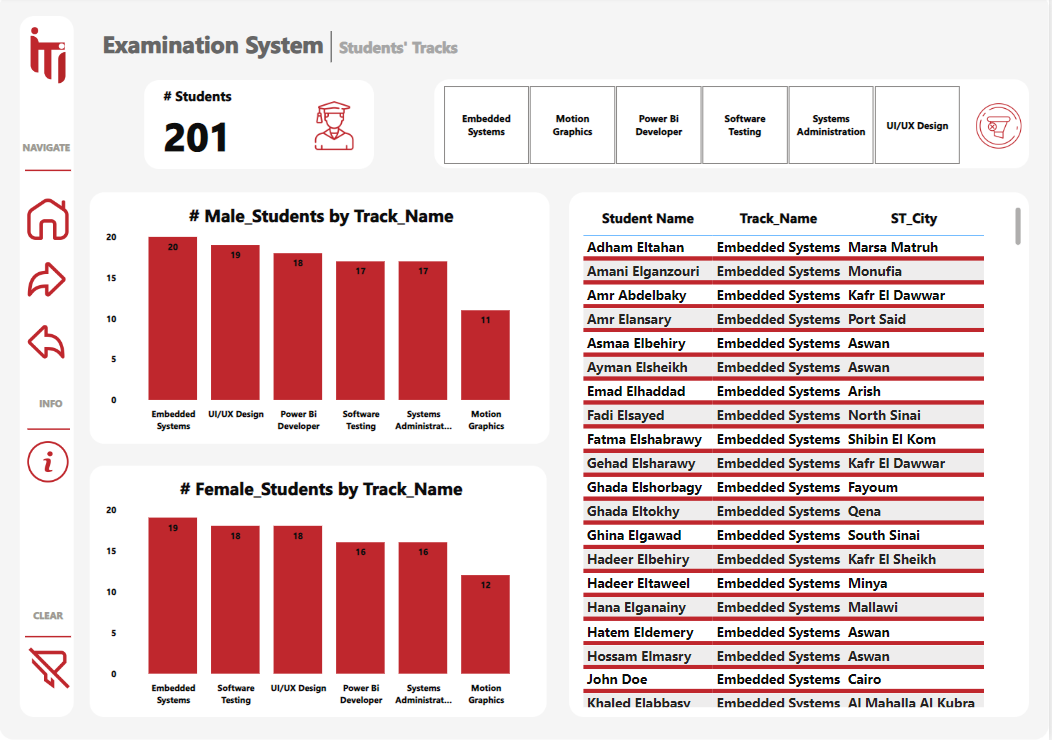 iTi
Examination System
Students' Tracks
# Students
201
Embedded
Systems
Motion
Graphics
Power Bi
Developer
Software
Testing
Systems
Administration
UI/UX Design
NAVIGATE
INFO
i
CLEAR
# Male_Students by Track_Name
20
15
10
5
0
20
19
18
17
17
11
Embedded
Systems
UI/UX Design
Power Bi
Developer
Software
Testing
Systems
Administrat...
Motion
Graphics
# Female_Students by Track_Name
20
15
10
5
0
19
18
18
16
16
12
Embedded
Systems
Software
Testing
UI/UX Design
Power Bi
Developer
Systems
Administrat...
Motion
Graphics
Student Name Track_Name ST_City
Adham Eltahan Embedded Systems Marsa Matruh
Amani Elganzouri Embedded Systems Monufia
Amr Abdelbaky Embedded Systems Kafr El Dawwar
Amr Elansary Embedded Systems Port Said
Asmaa Elbehiry Embedded Systems Aswan
Ayman Elsheikh Embedded Systems Aswan
Emad Elhaddad Embedded Systems Arish
Fadi Elsayed Embedded Systems North Sinai
Fatma Elshabrawy Embedded Systems Shibin El Kom
Gehad Elsharawy Embedded Systems Kafr El Dawwar
Ghada Elshorbagy Embedded Systems Fayoum
Ghada Eltokhy Embedded Systems Qena
Ghina Elgawad Embedded Systems South Sinai
Hadeer Elbehiry Embedded Systems Kafr El Sheikh
Hadeer Eltaweel Embedded Systems Minya
Hana Elganainy Embedded Systems Mallawi
Hatem Eldemery Embedded Systems Aswan
Hossam Elmasry Embedded Systems Aswan
John Doe Embedded Systems Cairo
Khaled Elabbasy Embedded Systems Al Mahalla Al Kubra